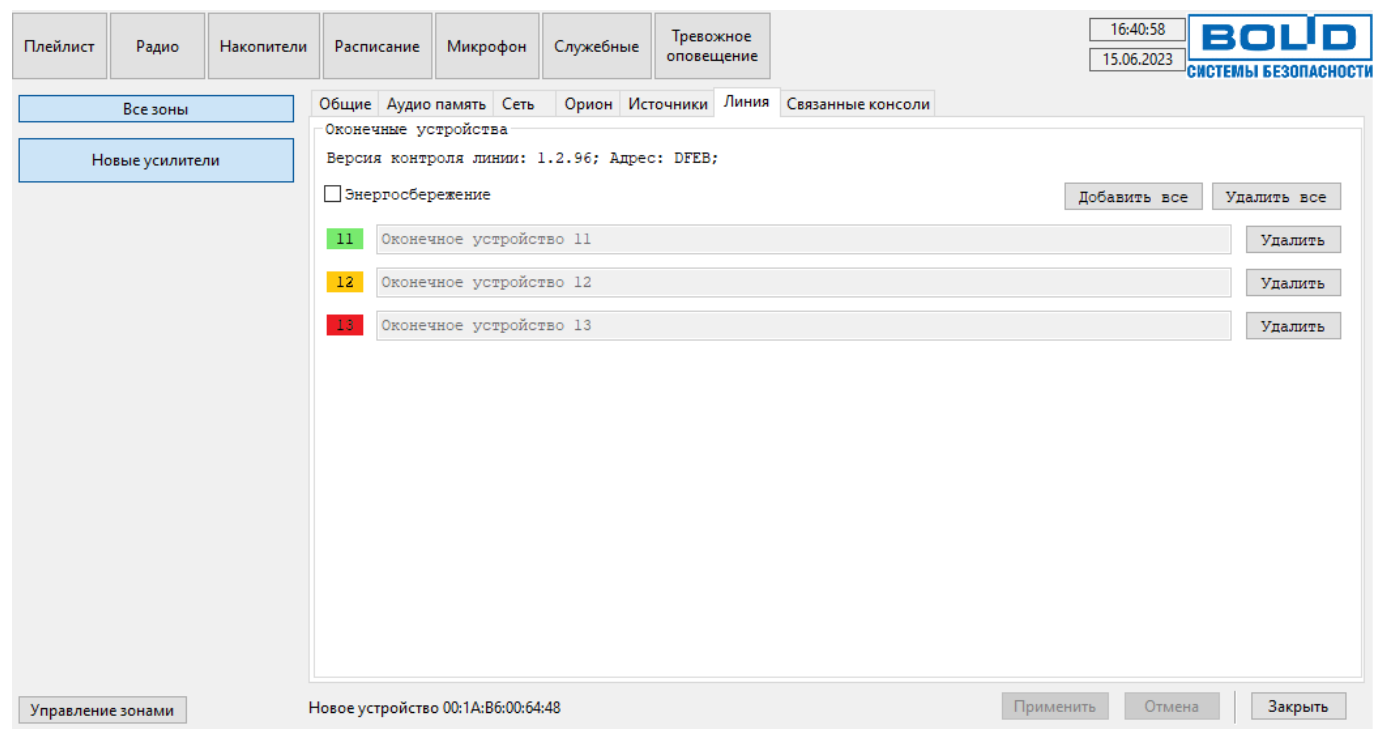 Плейлист
Радио
Накопители
Расписание
Микрофон
Служебные
Тревожное
оповещение
16:40:58
15.06.2023
BOLID
СИСТЕМЫ БЕЗОПАСНОСТИ
Все зоны
Новые усилители
Общие Аудио память Сеть Орион Источники Линия Связанные консоли
Оконечные устройства
Версия контроля линии: 1.2.96; Адрес: DFEB;
Энергосбережение
Добавить все
Удалить все
11 Оконечное устройство 11 Удалить
12 Оконечное устройство 12 Удалить
13 Оконечное устройство 13 Удалить
Управление зонами
Новое устройство 00:1A:B6:00:64:48
Применить
Отмена
Закрыть